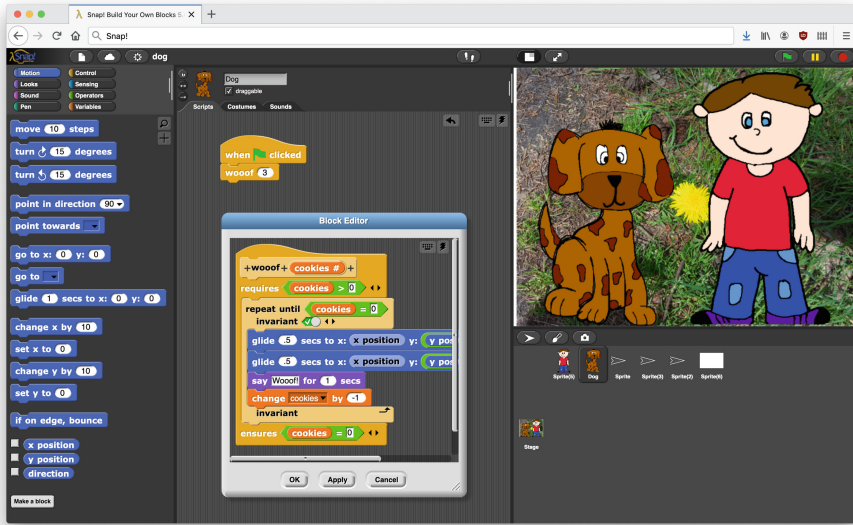 Snap! Build Your Own Blocks 5.
Snap!
Snap!
dog
Motion
Control
Looks
Sensing
Sound
Operators
Pen
Variables
move 10 steps
turn 15 degrees
turn 15 degrees
point in direction 90
point towards
go to x: 0 y: 0
go to
glide 1 secs to x: 0 y: 0
change x by 10
set x to 0
change y by 10
set y to 0
if on edge, bounce
x position
y position
direction
Make a block
Dog
draggable
Scripts Costumes Sounds
when clicked
wooof 3
Block Editor
+wooof+ cookies # +
requires cookies > 0
repeat until cookies = 0
invariant
glide .5 secs to x: x position y: y pos
glide .5 secs to x: x position y: y pos
say Wooof! for 1 secs
change cookies by -1
invariant
ensures cookies = 0
OK Apply Cancel
Sprite(5) Dog Sprite Sprite(3) Sprite(2) Sprite(6)
Stage